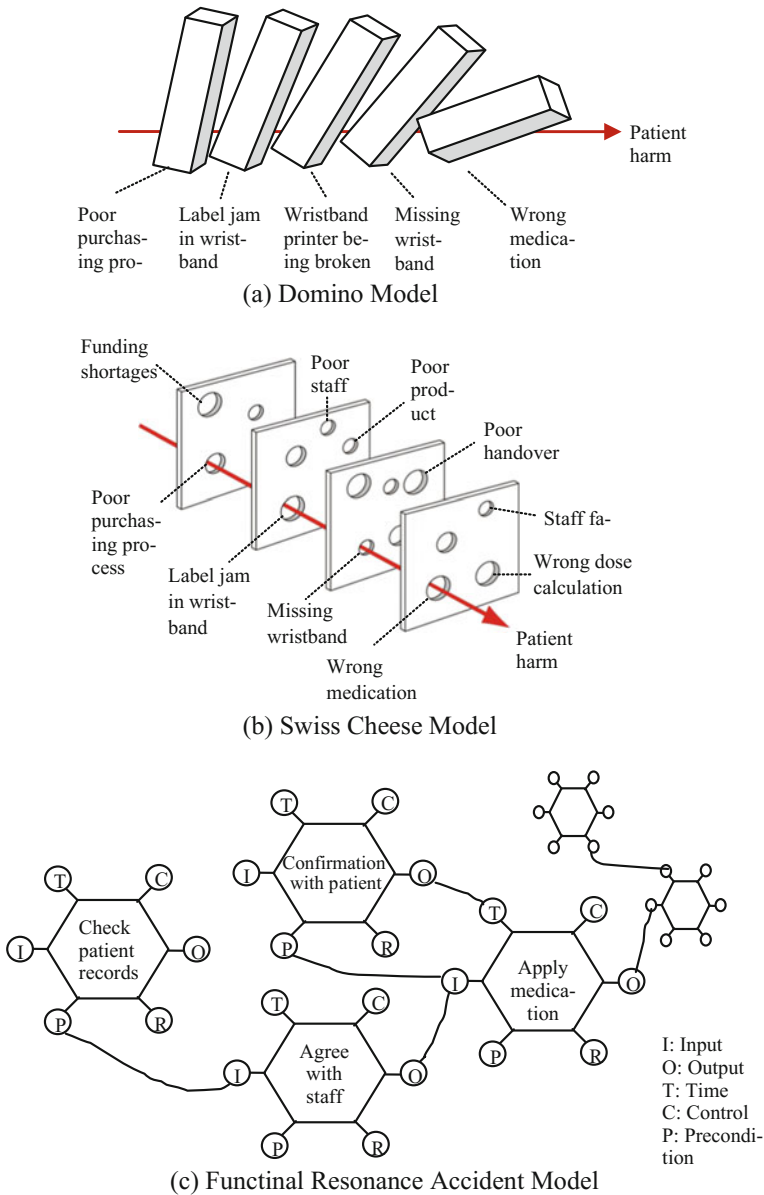 Patient
harm
Poor
purchas-
ing pro-
Label jam
in wrist-
band
Wristband
printer be-
ing broken
Missing
wrist-
band
Wrong
medica-
tion
(a) Domino Model
Funding
shortages
Poor
staff
Poor
prod-
uct
Poor
handover
Staff fa-
Wrong dose
calculation
Poor
purchas-
ing pro-
cess
Label jam
in wrist-
band
Missing
wristband
Wrong
medication
Patient
harm
(b) Swiss Cheese Model
T
C
I
Confirmation
with patient
O
P
R
T
C
I
Check
patient
records
O
P
R
T
C
I
Apply
medica-
tion
O
P
R
T
C
I
Agree
with
staff
O
P
R
I: Input
O: Output
T: Time
C: Control
P: Precondi-
tion
(c) Functinal Resonance Accident Model